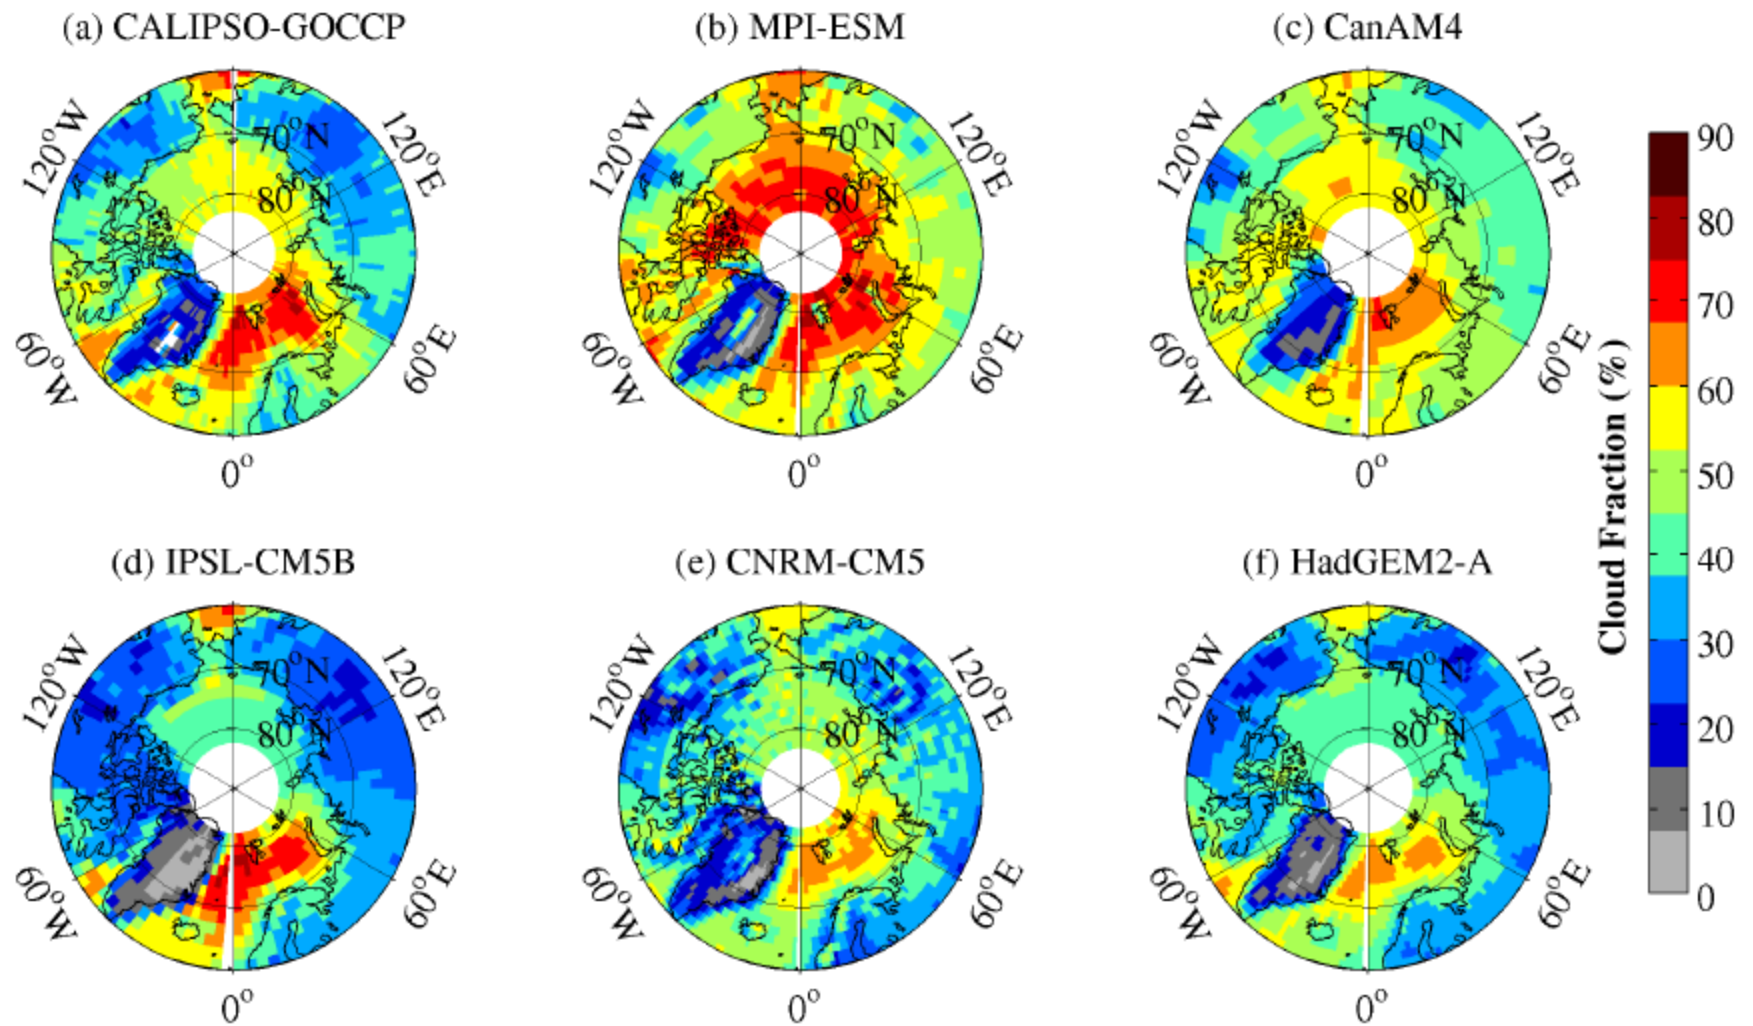 (a) CALIPSO-GOCCP
(b) MPI-ESM
(c) CanAM4
120°W
70°N
80°N
120°E
60°W
60°E
0°
120°W
70°N
80°N
120°E
60°W
60°E
0°
120°W
70°N
80°N
120°E
60°W
60°E
0°
(d) IPSL-CM5B
(e) CNRM-CM5
(f) HadGEM2-A
120°W
70°N
80°N
120°E
60°W
60°E
0°
120°W
70°N
80°N
120°E
60°W
60°E
0°
120°W
70°N
80°N
120°E
60°W
60°E
0°
Cloud Fraction (%)
90
80
70
60
50
40
30
20
10
0